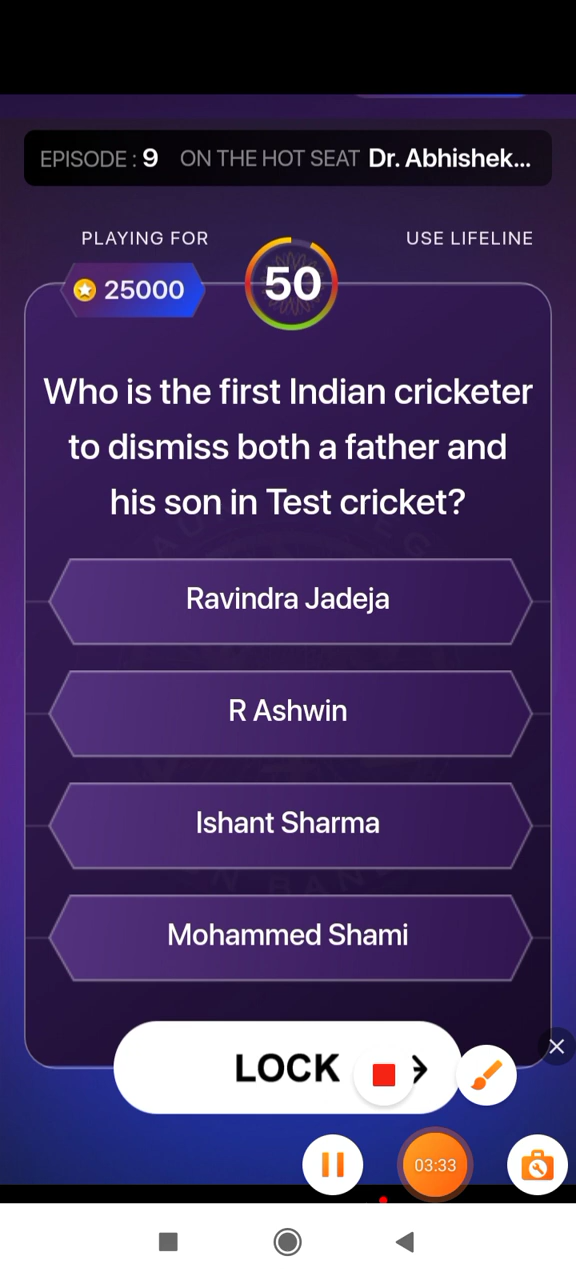 EPISODE : 9 ON THE HOT SEAT Dr. Abhishek...
PLAYING FOR USE LIFELINE
25000 50
Who is the first Indian cricketer
to dismiss both a father and
his son in Test cricket?
Ravindra Jadeja
R Ashwin
Ishant Sharma
Mohammed Shami
LOCK
03:33